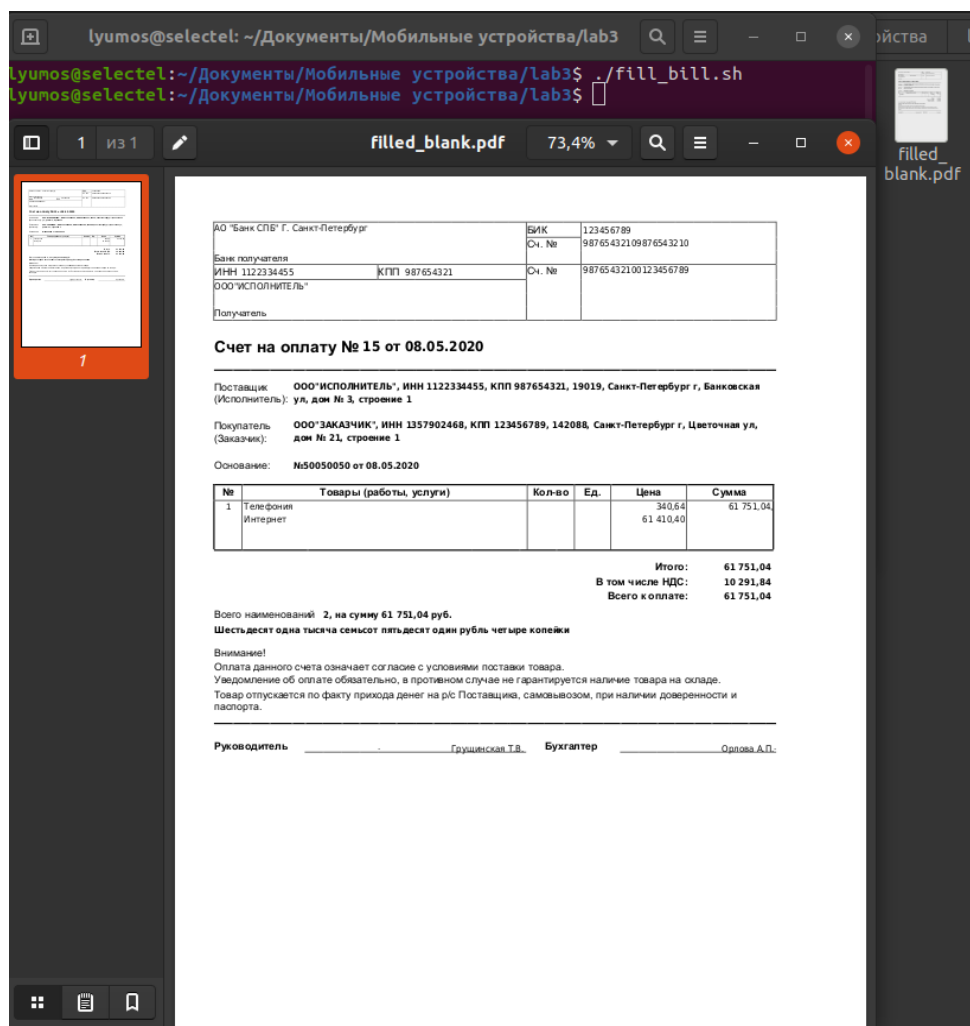 lyumos@selectel: ~/Документы/Мобильные устройства/lab3
ойства
lyumos@selectel:~/Документы/Мобильные устройства/lab3$ ./fill_bill.sh
lyumos@selectel:~/Документы/Мобильные устройства/lab3$
filled_
blank.pdf
1 из 1 filled_blank.pdf 73,4%
1
АО "Банк СПБ" Г. Санкт-Петербург БИК 123456789
Сч. № 98765432109876543210
Банк получателя
ИНН 1122334455 КПП 987654321 Сч. № 98765432100123456789
ООО"ИСПОЛНИТЕЛЬ"
Получатель
Счет на оплату № 15 от 08.05.2020
Поставщик ООО"ИСПОЛНИТЕЛЬ", ИНН 1122334455, КПП 987654321, 19019, Санкт-Петербург г, Банковская
(Исполнитель): ул, дом № 3, строение 1
Покупатель ООО"ЗАКАЗЧИК", ИНН 1357902468, КПП 123456789, 142088, Санкт-Петербург г, Цветочная ул,
(Заказчик): дом № 21, строение 1
Основание: №50050050 от 08.05.2020
№ Товары (работы, услуги) Кол-во Ед. Цена Сумма
1 Телефония 340,64 61 751,04
Интернет 61 410,40
Итого: 61 751,04
В том числе НДС: 10 291,84
Всего к оплате: 61 751,04
Всего наименований 2, на сумму 61 751,04 руб.
Шестьдесят одна тысяча семьсот пятьдесят один рубль четыре копейки
Внимание!
Оплата данного счета означает согласие с условиями поставки товара.
Уведомление об оплате обязательно, в противном случае не гарантируется наличие товара на складе.
Товар отпускается по факту прихода денег на р/с Поставщика, самовывозом, при наличии доверенности и
паспорта.
Руководитель Грущинская Т.В. Бухгалтер Орлова А.П.